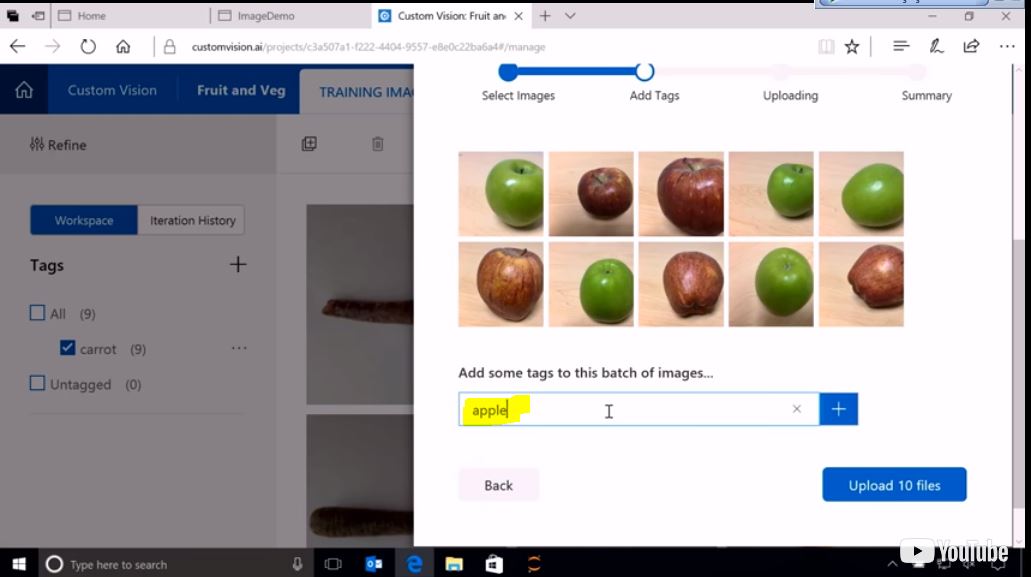 Home
ImageDemo
Custom Vision: Fruit an
customvision.ai/projects/c3a507a1-f222-4404-9557-e8e0c22ba6a4#/manage
Custom Vision
Fruit and Veg
TRAINING IMA
Select Images
Add Tags
Uploading
Summary
Refine
Workspace
Iteration History
Tags
All (9)
carrot (9)
Untagged (0)
Add some tags to this batch of images...
apple
Back
Upload 10 files
Type here to search
YouTube